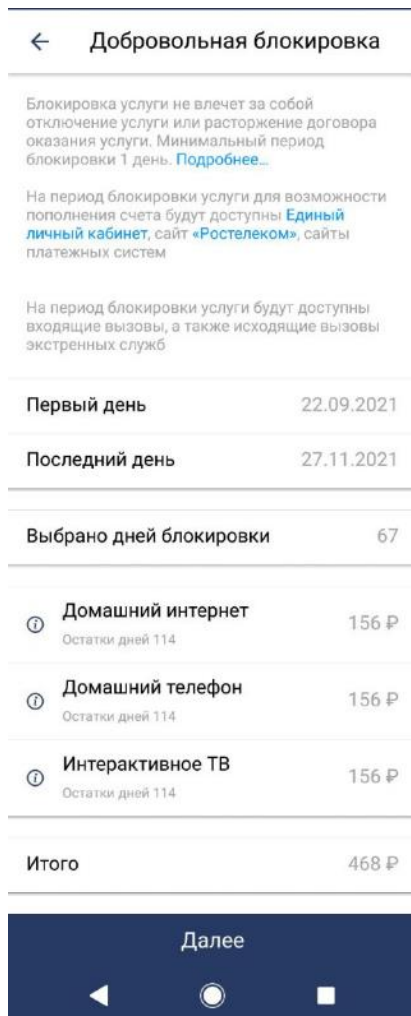 Добровольная блокировка
Блокировка услуги не влечет за собой
отключение услуги или расторжение договора
оказания услуги. Минимальный период
блокировки 1 день. Подробнее...
На период блокировки услуги для возможности
пополнения счета будут доступны Единый
личный кабинет, сайт «Ростелеком», сайты
платежных систем
На период блокировки услуги будут доступны
входящие вызовы, а также исходящие вызовы
экстренных служб
Первый день 22.09.2021
Последний день 27.11.2021
Выбрано дней блокировки 67
Домашний интернет 156 ₽
Остатки дней 114
Домашний телефон 156 ₽
Остатки дней 114
Интерактивное ТВ 156 ₽
Остатки дней 114
Итого 468 ₽
Далее